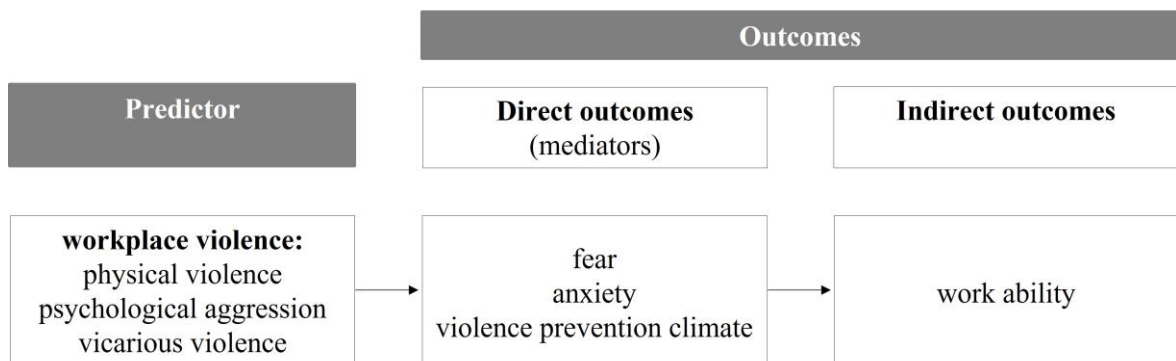 Outcomes
Predictor
Direct outcomes
(mediators)
Indirect outcomes
workplace violence:
physical violence
psychological aggression
vicarious violence
fear
anxiety
violence prevention climate
work ability